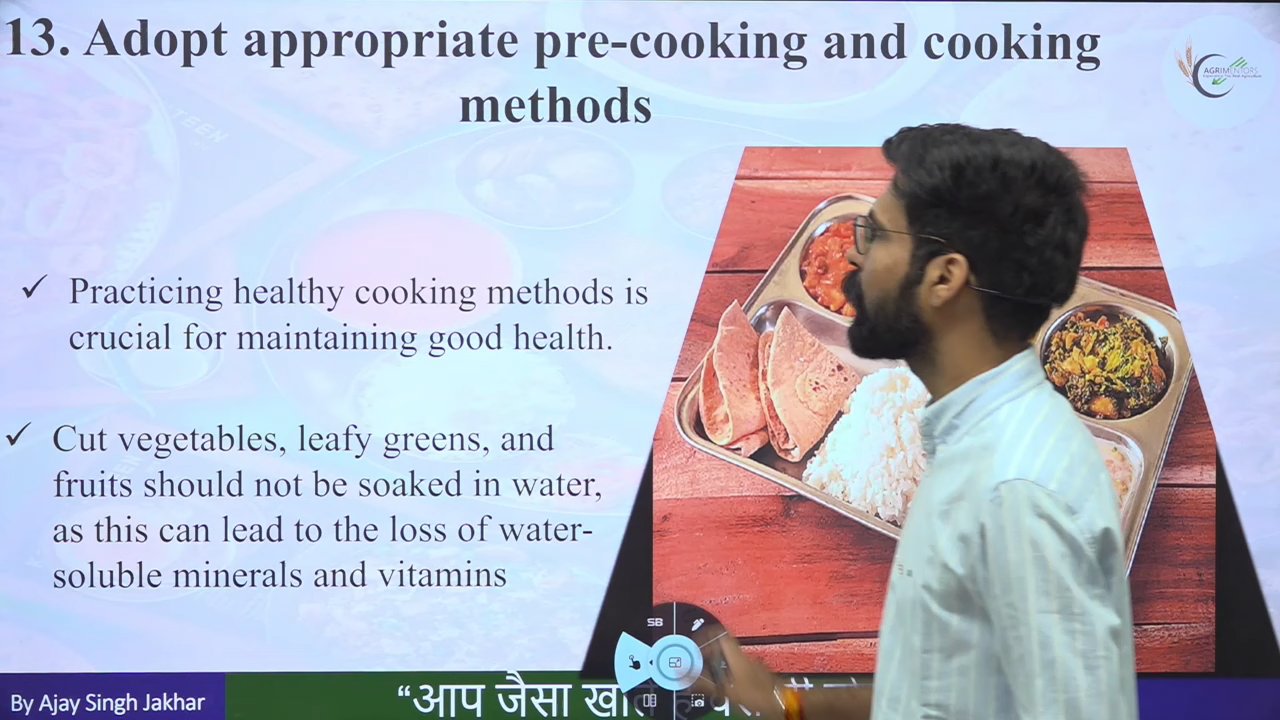 13. Adopt appropriate pre-cooking and cooking
methods
AGRIMENTORS
✓ Practicing healthy cooking methods is
crucial for maintaining good health.
✓ Cut vegetables, leafy greens, and
fruits should not be soaked in water,
as this can lead to the loss of water-
soluble minerals and vitamins
SB
By Ajay Singh Jakhar
“आप जैसा